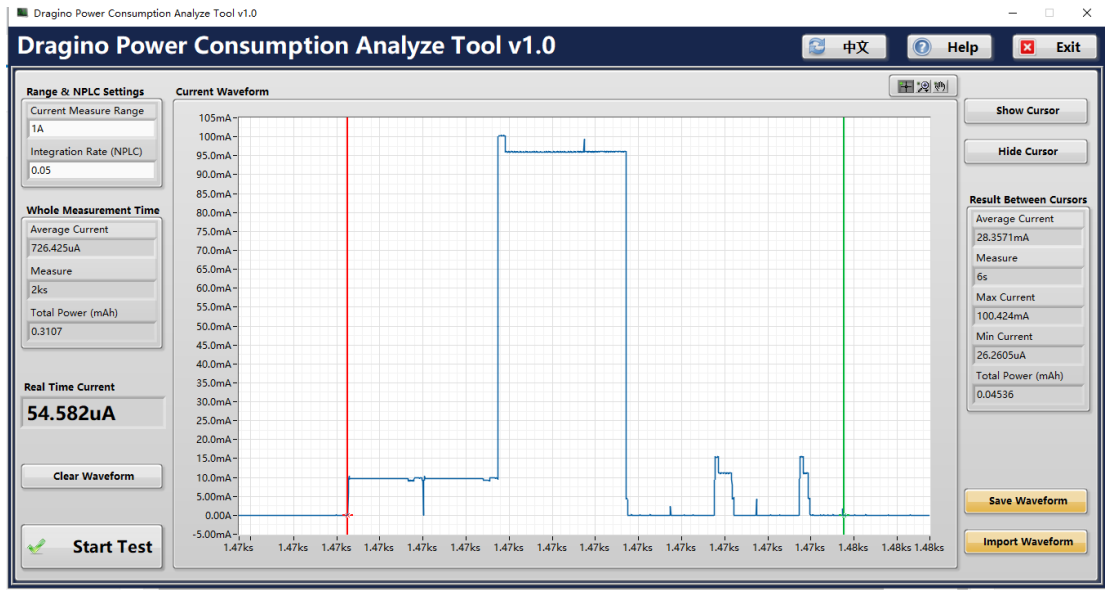 Dragino Power Consumption Analyze Tool v1.0
Dragino Power Consumption Analyze Tool v1.0
中文
Help
Exit
Range & NPLC Settings
Current Measure Range
1A
Integration Rate (NPLC)
0.05
Whole Measurement Time
Average Current
726.425uA
Measure
2ks
Total Power (mAh)
0.3107
Real Time Current
54.582uA
Clear Waveform
Start Test
Current Waveform
105mA
100mA
95.0mA
90.0mA
85.0mA
80.0mA
75.0mA
70.0mA
65.0mA
60.0mA
55.0mA
50.0mA
45.0mA
40.0mA
35.0mA
30.0mA
25.0mA
20.0mA
15.0mA
10.0mA
5.00mA
0.00A
-5.00mA
1.47ks 1.47ks 1.47ks 1.47ks 1.47ks 1.47ks 1.47ks 1.47ks 1.47ks 1.47ks 1.47ks 1.47ks 1.47ks 1.47ks 1.48ks 1.48ks 1.48ks
Show Cursor
Hide Cursor
Result Between Cursors
Average Current
28.3571mA
Measure
6s
Max Current
100.424mA
Min Current
26.2605uA
Total Power (mAh)
0.04536
Save Waveform
Import Waveform